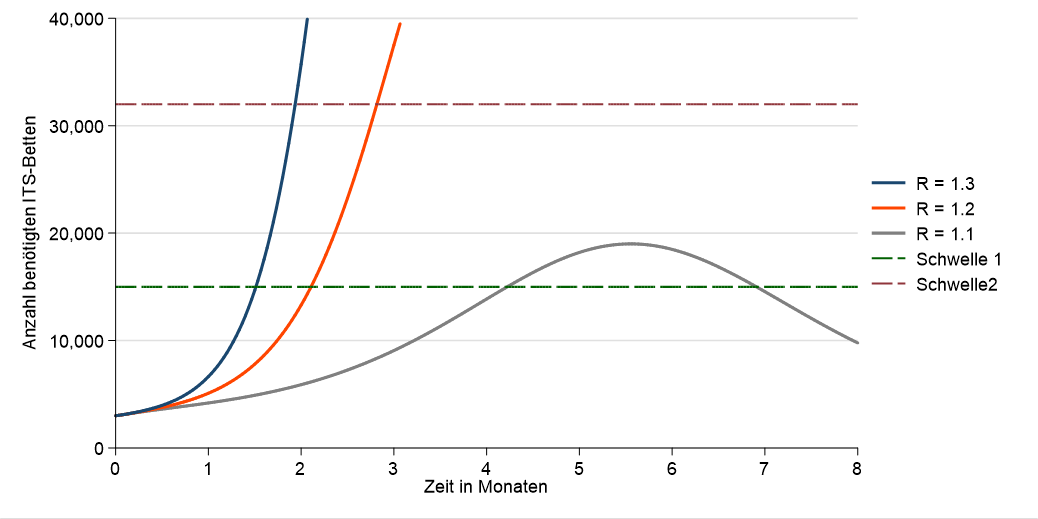 40,000
30,000
20,000
10,000
0
Anzahl benötigten ITS-Betten
0 1 2 3 4 5 6 7 8
Zeit in Monaten
R = 1.3
R = 1.2
R = 1.1
Schwelle 1
Schwelle2